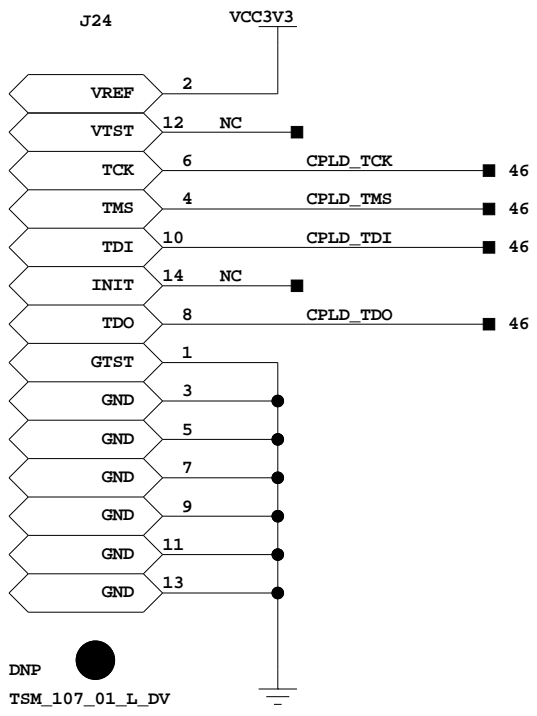 J24 VCC3V3
VREF 2
VTST 12 NC
TCK 6 CPLD_TCK 46
TMS 4 CPLD_TMS 46
TDI 10 CPLD_TDI 46
INIT 14 NC
TDO 8 CPLD_TDO 46
GTST 1
GND 3
GND 5
GND 7
GND 9
GND 11
GND 13
DNP
TSM_107_01_L_DV